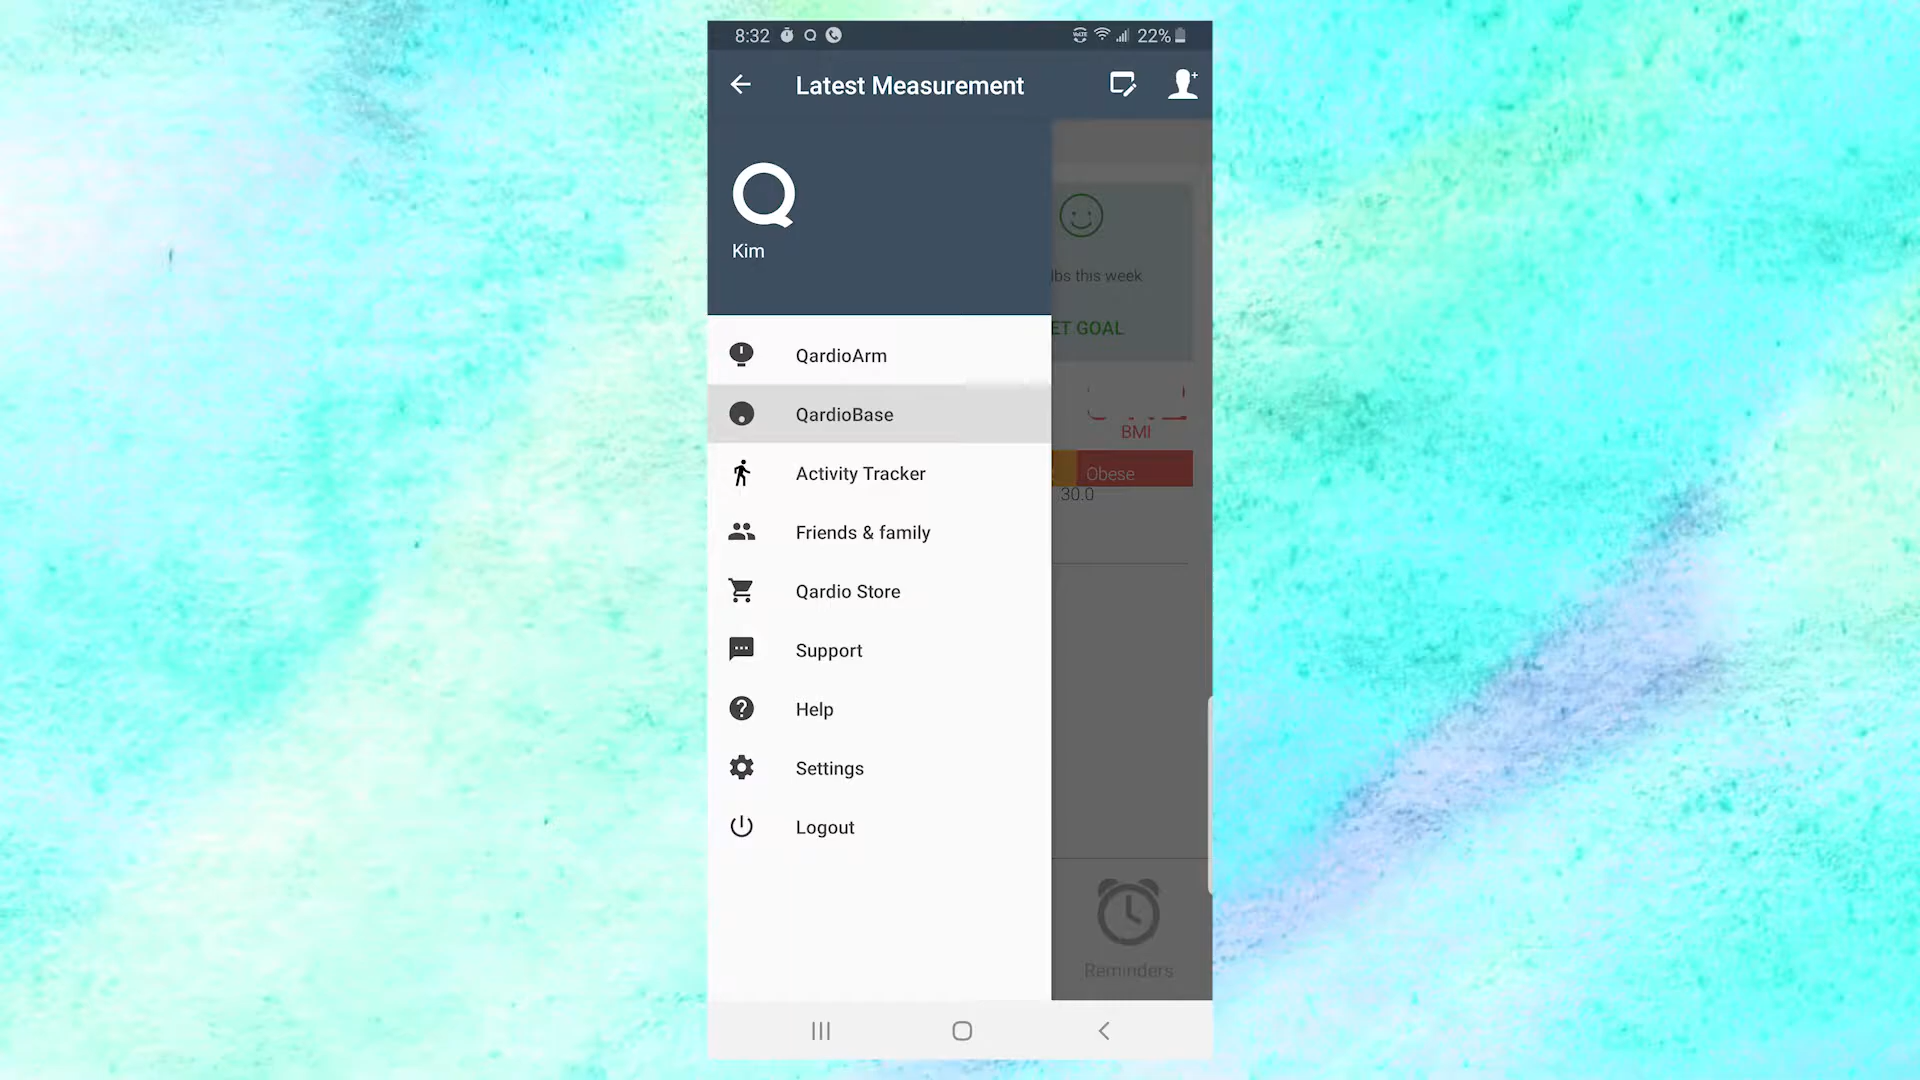 8:32
22%
Latest Measurement
Kim
lbs this week
ET GOAL
QardioArm
QardioBase
BMI
Activity Tracker
Obese
30.0
Friends & family
Qardio Store
Support
Help
Settings
Logout
Reminders